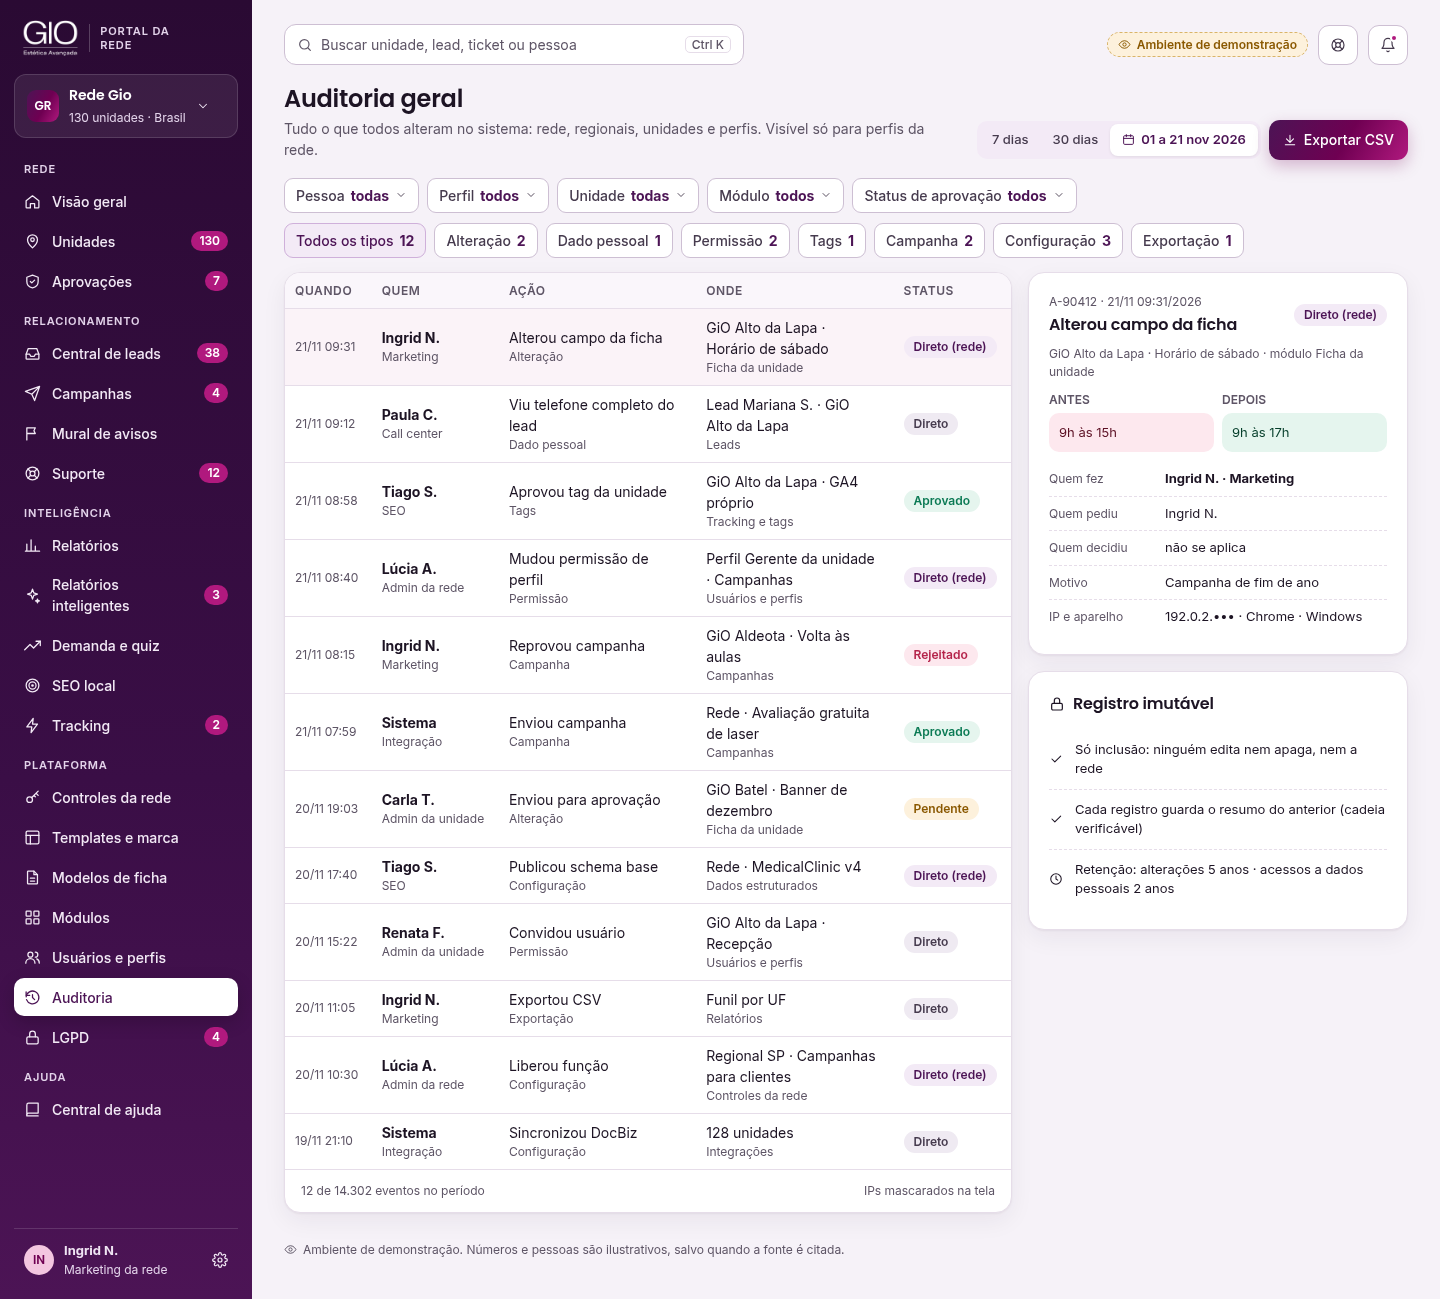 GIO
Estética Avançada
PORTAL DA
REDE
GR
Rede Gio
130 unidades · Brasil
REDE
Visão geral
Unidades 130
Aprovações 7
RELACIONAMENTO
Central de leads 38
Campanhas 4
Mural de avisos
Suporte 12
INTELIGÊNCIA
Relatórios
Relatórios
inteligentes 3
Demanda e quiz
SEO local
Tracking 2
PLATAFORMA
Controles da rede
Templates e marca
Modelos de ficha
Módulos
Usuários e perfis
Auditoria
LGPD 4
AJUDA
Central de ajuda
IN
Ingrid N.
Marketing da rede
Buscar unidade, lead, ticket ou pessoa Ctrl K
Ambiente de demonstração
Auditoria geral
Tudo o que todos alteram no sistema: rede, regionais, unidades e perfis. Visível só para perfis da
rede.
7 dias 30 dias 01 a 21 nov 2026 Exportar CSV
Pessoa todas Perfil todos Unidade todas Módulo todos Status de aprovação todos
Todos os tipos 12 Alteração 2 Dado pessoal 1 Permissão 2 Tags 1 Campanha 2 Configuração 3 Exportação 1
QUANDO QUEM AÇÃO ONDE STATUS
21/11 09:31
Ingrid N.
Marketing
Alterou campo da ficha
Alteração
GiO Alto da Lapa ·
Horário de sábado
Ficha da unidade
Direto (rede)
21/11 09:12
Paula C.
Call center
Viu telefone completo do
lead
Dado pessoal
Lead Mariana S. · GiO
Alto da Lapa
Leads
Direto
21/11 08:58
Tiago S.
SEO
Aprovou tag da unidade
Tags
GiO Alto da Lapa · GA4
próprio
Tracking e tags
Aprovado
21/11 08:40
Lúcia A.
Admin da rede
Mudou permissão de
perfil
Permissão
Perfil Gerente da unidade
· Campanhas
Usuários e perfis
Direto (rede)
21/11 08:15
Ingrid N.
Marketing
Reprovou campanha
Campanha
GiO Aldeota · Volta às
aulas
Campanhas
Rejeitado
21/11 07:59
Sistema
Integração
Enviou campanha
Campanha
Rede · Avaliação gratuita
de laser
Campanhas
Aprovado
20/11 19:03
Carla T.
Admin da unidade
Enviou para aprovação
Alteração
GiO Batel · Banner de
dezembro
Ficha da unidade
Pendente
20/11 17:40
Tiago S.
SEO
Publicou schema base
Configuração
Rede · MedicalClinic v4
Dados estruturados
Direto (rede)
20/11 15:22
Renata F.
Admin da unidade
Convidou usuário
Permissão
GiO Alto da Lapa ·
Recepção
Usuários e perfis
Direto
20/11 11:05
Ingrid N.
Marketing
Exportou CSV
Exportação
Funil por UF
Relatórios
Direto
20/11 10:30
Lúcia A.
Admin da rede
Liberou função
Configuração
Regional SP · Campanhas
para clientes
Controles da rede
Direto (rede)
19/11 21:10
Sistema
Integração
Sincronizou DocBiz
Configuração
128 unidades
Integrações
Direto
12 de 14.302 eventos no período IPs mascarados na tela
A-90412 · 21/11 09:31/2026
Alterou campo da ficha
Direto (rede)
GiO Alto da Lapa · Horário de sábado · módulo Ficha da
unidade
ANTES DEPOIS
9h às 15h 9h às 17h
Quem fez Ingrid N. · Marketing
Quem pediu Ingrid N.
Quem decidiu não se aplica
Motivo Campanha de fim de ano
IP e aparelho 192.0.2.••• · Chrome · Windows
Registro imutável
Só inclusão: ninguém edita nem apaga, nem a
rede
Cada registro guarda o resumo do anterior (cadeia
verificável)
Retenção: alterações 5 anos · acessos a dados
pessoais 2 anos
Ambiente de demonstração. Números e pessoas são ilustrativos, salvo quando a fonte é citada.